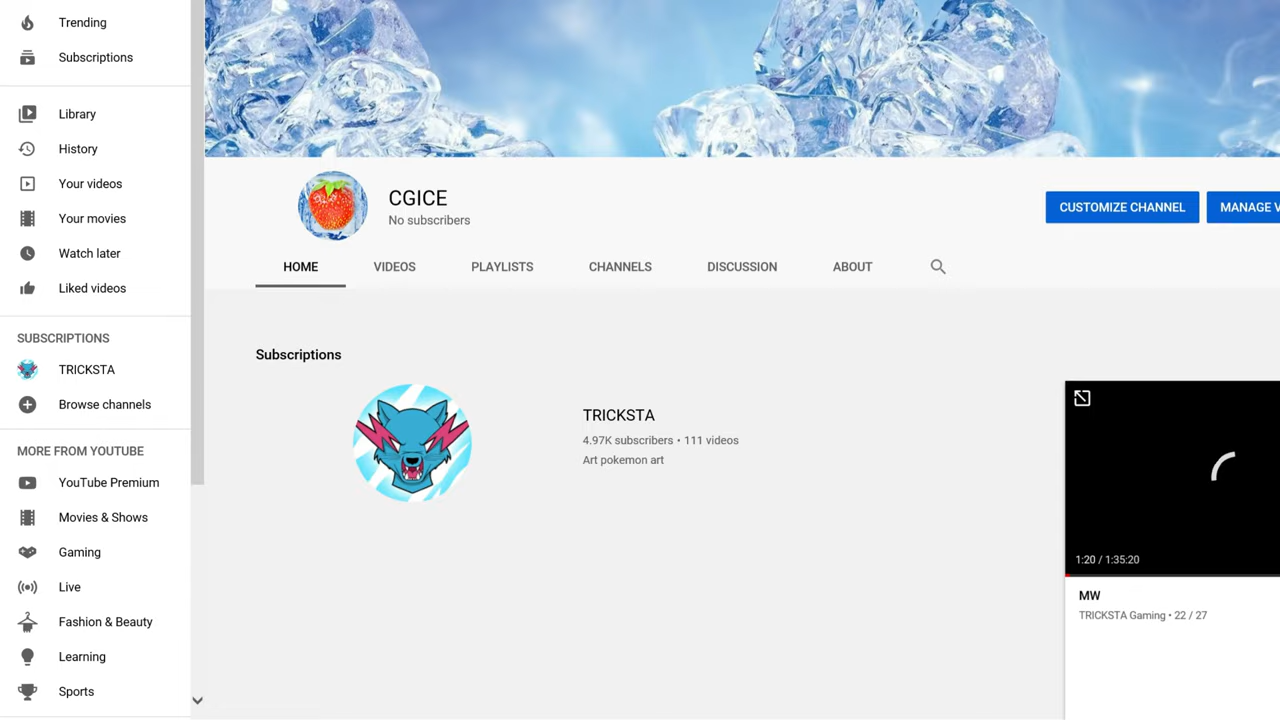 Trending
Subscriptions
Library
History
Your videos
Your movies
Watch later
Liked videos
SUBSCRIPTIONS
TRICKSTA
Browse channels
MORE FROM YOUTUBE
YouTube Premium
Movies & Shows
Gaming
Live
Fashion & Beauty
Learning
Sports
CGICE
No subscribers
CUSTOMIZE CHANNEL
MANAGE V
HOME VIDEOS PLAYLISTS CHANNELS DISCUSSION ABOUT
Subscriptions
TRICKSTA
4.97K subscribers • 111 videos
Art pokemon art
1:20 / 1:35:20
MW
TRICKSTA Gaming • 22 / 27